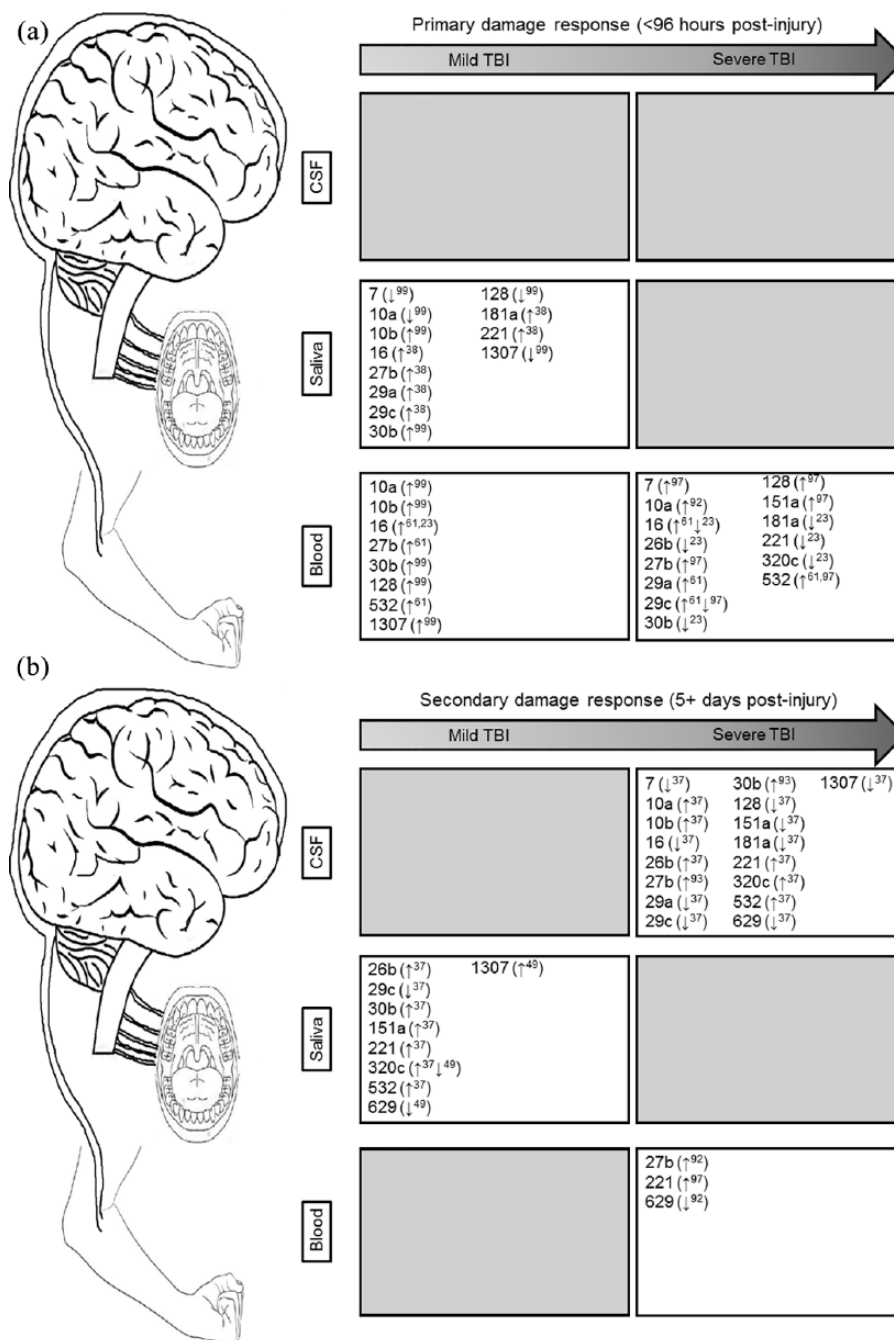 (a)
Primary damage response (<96 hours post-injury)
Mild TBI Severe TBI
CSF
Saliva
7 (↓99) 128 (↓99)
10a (↓99) 181a (↑38)
10b (↑99) 221 (↑38)
16 (↑38) 1307 (↓99)
27b (↑38)
29a (↑38)
29c (↑38)
30b (↑99)
Blood
10a (↑99)
10b (↑99)
16 (↑61,23)
27b (↑61)
30b (↑99)
128 (↑99)
532 (↑61)
1307 (↑99)
7 (↑97) 128 (↑97)
10a (↑92) 151a (↑97)
16 (↑61↓23) 181a (↓23)
26b (↓23) 221 (↓23)
27b (↑97) 320c (↓23)
29a (↑61) 532 (↑61,97)
29c (↑61↓97)
30b (↓23)
(b)
Secondary damage response (5+ days post-injury)
Mild TBI Severe TBI
CSF
7 (↓37) 30b (↑93) 1307 (↓37)
10a (↑37) 128 (↓37)
10b (↑37) 151a (↓37)
16 (↓37) 181a (↓37)
26b (↑37) 221 (↑37)
27b (↑93) 320c (↑37)
29a (↓37) 532 (↑37)
29c (↓37) 629 (↓37)
Saliva
26b (↑37) 1307 (↑49)
29c (↓37)
30b (↑37)
151a (↑37)
221 (↑37)
320c (↑37↓49)
532 (↑37)
629 (↓49)
Blood
27b (↑92)
221 (↑97)
629 (↓92)